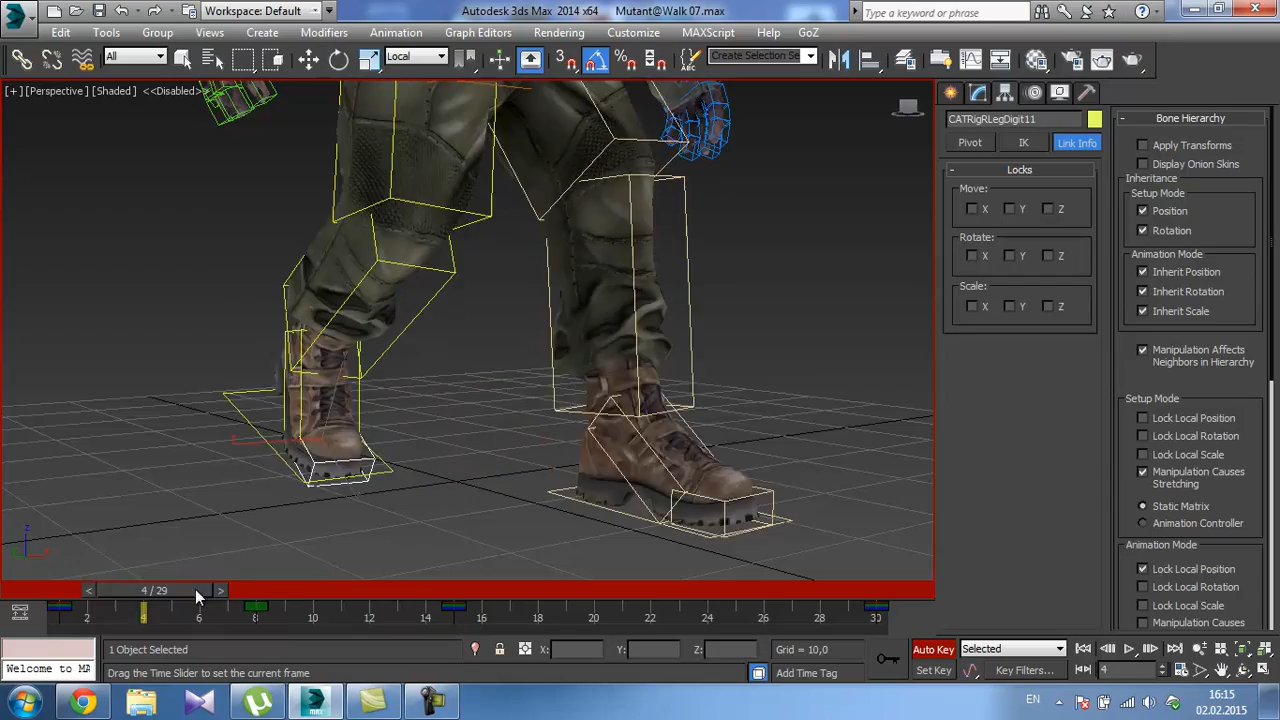 Workspace: Default
Autodesk 3ds Max 2014 x64
Mutant@Walk 07.max
Type a keyword or phrase
Edit Tools Group Views Create Modifiers Animation Graph Editors Rendering Customize MAXScript Help GoZ
All
Local
3
Create Selection Se
[+] [Perspective] [Shaded] <<Disabled>>
CATRigRLegDigit11
Pivot IK Link Info
- Locks
Move:
X Y Z
Rotate:
X Y Z
Scale:
X Y Z
- Bone Hierarchy
Apply Transforms
Display Onion Skins
Inheritance
Setup Mode
Position
Rotation
Animation Mode
Inherit Position
Inherit Rotation
Inherit Scale
Manipulation Affects
Neighbors in Hierarchy
Setup Mode
Lock Local Position
Lock Local Rotation
Lock Local Scale
Manipulation Causes
Stretching
Static Matrix
Animation Controller
Animation Mode
Lock Local Position
Lock Local Rotation
Lock Local Scale
Manipulation Causes
z
x
< 4 / 29 >
2 4 6 8 10 12 14 16 18 20 22 24 26 28 30
1 Object Selected
X: Y: Z:
Grid = 10,0
Auto Key
Selected
Welcome to MA
Drag the Time Slider to set the current frame
Add Time Tag
Set Key
Key Filters...
4
EN
16:15
02.02.2015